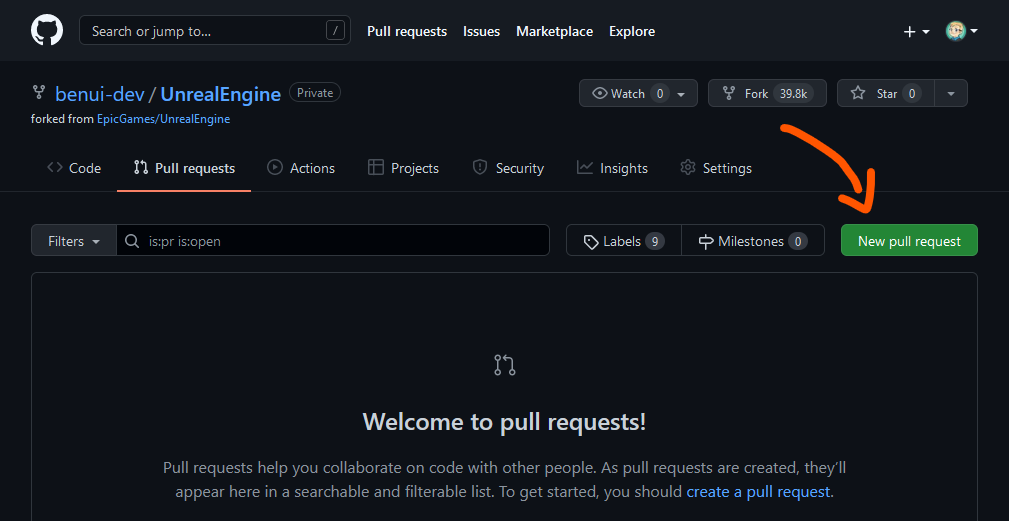 Search or jump to... / Pull requests Issues Marketplace Explore
benui-dev / UnrealEngine Private Watch 0 Fork 39.8k Star 0
forked from EpicGames/UnrealEngine
Code Pull requests Actions Projects Security Insights Settings
Filters is:pr is:open Labels 9 Milestones 0 New pull request
Welcome to pull requests!
Pull requests help you collaborate on code with other people. As pull requests are created, they’ll
appear here in a searchable and filterable list. To get started, you should create a pull request.